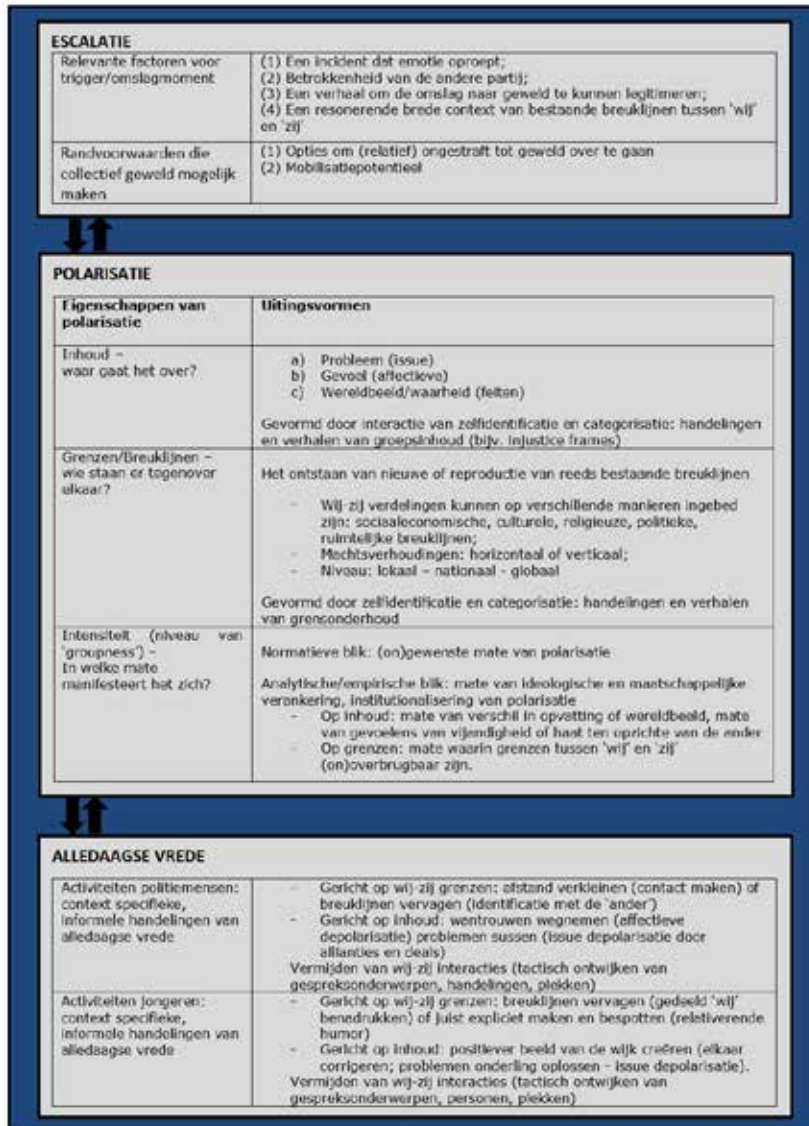 ESCALATIE
Relevante factoren voor
trigger/omslagmoment
(1) Een incident dat emotie oproept;
(2) Betrokkenheid van de andere partij;
(3) Een verhaal om de omslag naar geweld te kunnen legitimeren;
(4) Een resonerende brede context van bestaande breuklijnen tussen 'wij'
en 'zij'
Randvoorwaarden die
collectief geweld mogelijk
maken
(1) Opties om (relatief) ongestraft tot geweld over te gaan
(2) Mobilisatiepotentieel
POLARISATIE
Eigenschappen van
polarisatie
Uitingsvormen
Inhoud –
waar gaat het over?
a) Probleem (issue)
b) Gevoel (affectieve)
c) Wereldbeeld/waarheid (feiten)
Gevormd door interactie van zelfidentificatie en categorisatie: handelingen
en verhalen van groepsinhoud (bijv. injustice frames)
Grenzen/Breuklijnen –
wie staan er tegenover
elkaar?
Het ontstaan van nieuwe of reproductie van reeds bestaande breuklijnen
- Wij-zij verdelingen kunnen op verschillende manieren ingebed
zijn: sociaaleconomische, culturele, religieuze, politieke,
ruimtelijke breuklijnen;
- Machtsverhoudingen: horizontaal of verticaal;
- Niveau: lokaal – nationaal - globaal
Gevormd door zelfidentificatie en categorisatie: handelingen en verhalen
van grensonderhoud
Intensiteit (niveau van
'groupness') –
In welke mate
manifesteert het zich?
Normatieve blik: (on)gewenste mate van polarisatie
Analytische/empirische blik: mate van ideologische en maatschappelijke
verankering, institutionalisering van polarisatie
- Op inhoud: mate van verschil in opvatting of wereldbeeld, mate
van gevoelens van vijandigheid of haat ten opzichte van de ander
- Op grenzen: mate waarin grenzen tussen 'wij' en 'zij'
(on)overbrugbaar zijn.
ALLEDAAGSE VREDE
Activiteiten politiemensen:
context specifieke,
informele handelingen van
alledaagse vrede
- Gericht op wij-zij grenzen: afstand verkleinen (contact maken) of
breuklijnen vervagen (identificatie met de 'ander')
- Gericht op inhoud: wantrouwen wegnemen (affectieve
depolarisatie) problemen sussen (issue depolarisatie door
allianties en deals)
Vermijden van wij-zij interacties (tactisch ontwijken van
gespreksonderwerpen, handelingen, plekken)
Activiteiten jongeren:
context specifieke,
informele handelingen van
alledaagse vrede
- Gericht op wij-zij grenzen: breuklijnen vervagen (gedeeld 'wij'
benadrukken) of juist expliciet maken en bespotten (relativerende
humor)
- Gericht op inhoud: positiever beeld van de wijk creëren (elkaar
corrigeren; problemen onderling oplossen - issue depolarisatie).
Vermijden van wij-zij interacties (tactisch ontwijken van
gespreksonderwerpen, personen, plekken)